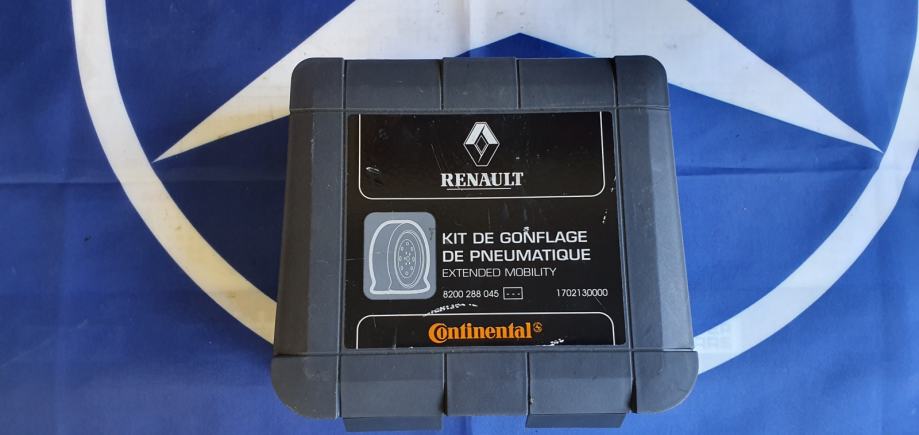 RENAULT
KIT DE GONFLAGE
DE PNEUMATIQUE
EXTENDED MOBILITY
8200 288 045 --- 1702130000
Continental